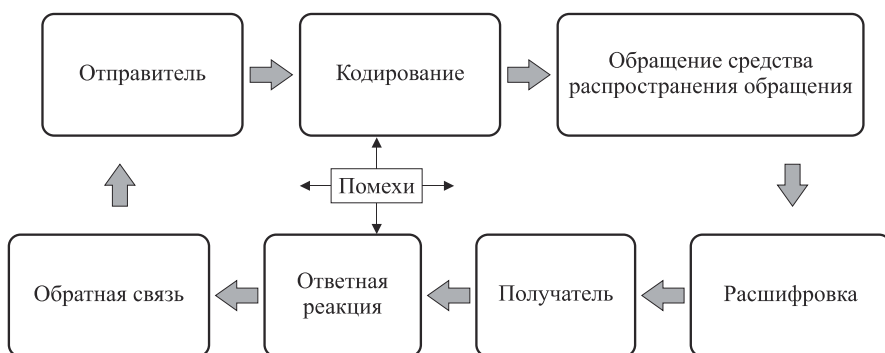 Отправитель
Кодирование
Обращение средства
распространения обращения
Помехи
Обратная связь
Ответная
реакция
Получатель
Расшифровка